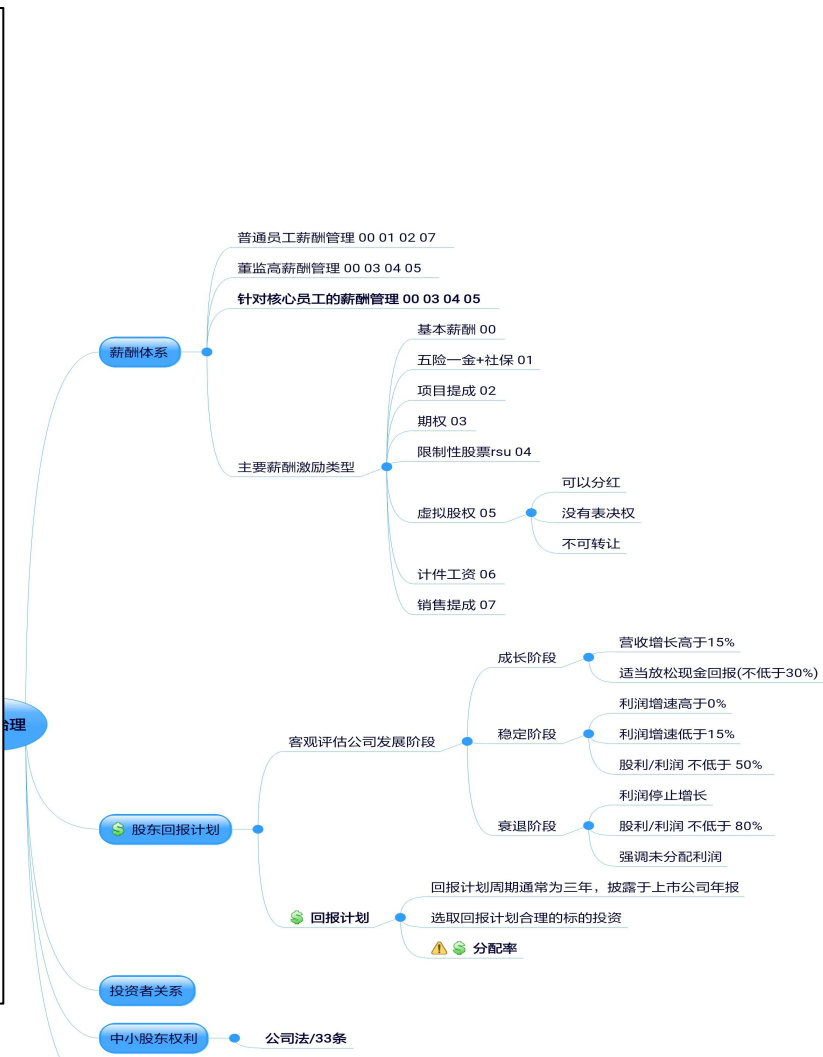 普通员工薪酬管理 00 01 02 07
董监高薪酬管理 00 03 04 05
针对核心员工的薪酬管理 00 03 04 05
薪酬体系
主要薪酬激励类型
基本薪酬 00
五险一金+社保 01
项目提成 02
期权 03
限制性股票rsu 04
虚拟股权 05
可以分红
没有表决权
不可转让
计件工资 06
销售提成 07
理
股东回报计划
客观评估公司发展阶段
成长阶段
营收增长高于15%
适当放松现金回报(不低于30%)
稳定阶段
利润增速高于0%
利润增速低于15%
股利/利润 不低于 50%
衰退阶段
利润停止增长
股利/利润 不低于 80%
强调未分配利润
回报计划
回报计划周期通常为三年，披露于上市公司年报
选取回报计划合理的标的投资
分配率
投资者关系
中小股东权利
公司法/33条